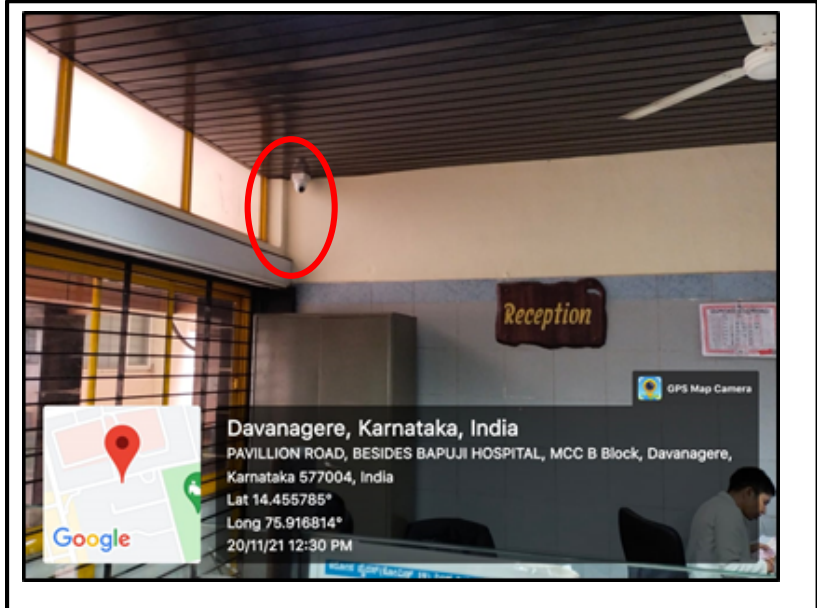 Reception
GPS Map Camera
Davanagere, Karnataka, India
PAVILLION ROAD, BESIDES BAPUJI HOSPITAL, MCC B Block, Davanagere,
Karnataka 577004, India
Lat 14.455785°
Long 75.916814°
20/11/21 12:30 PM
Google